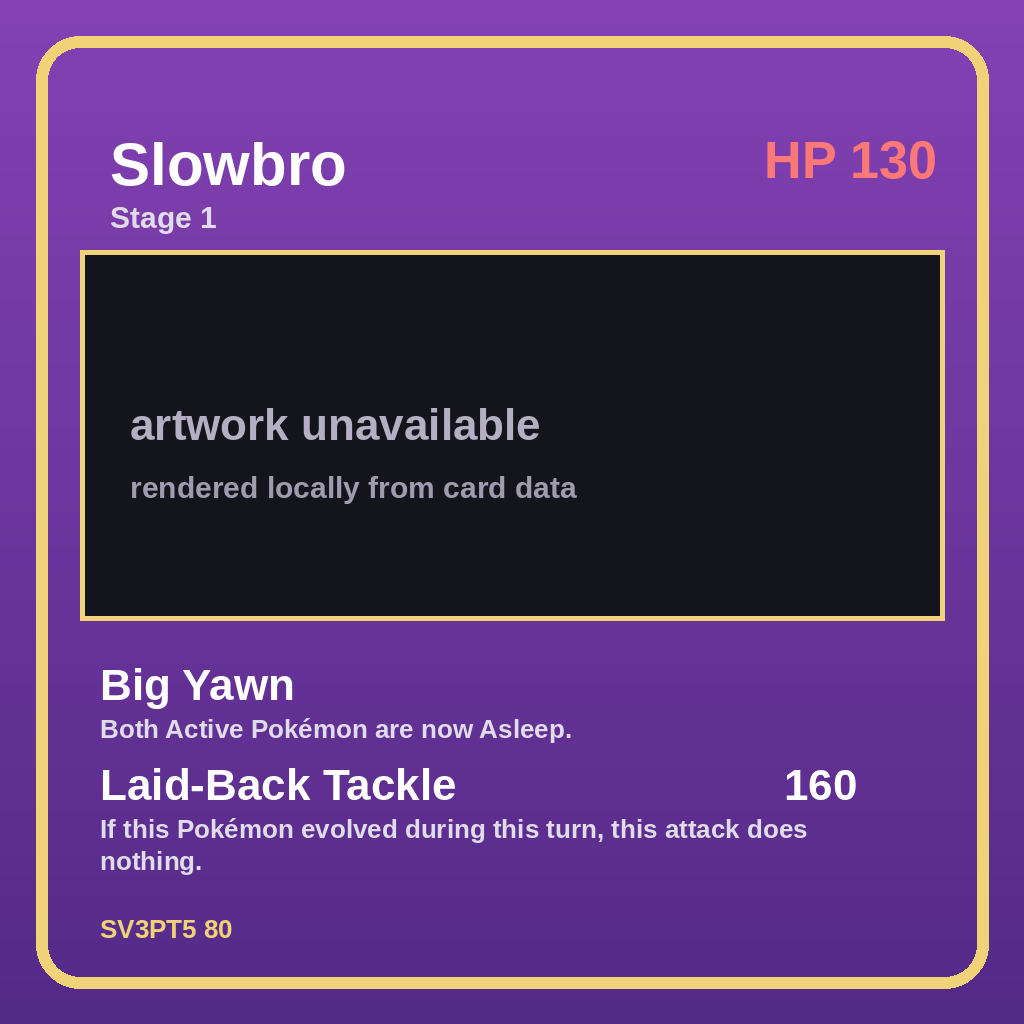 Slowbro
HP 130
Stage 1
artwork unavailable
rendered locally from card data
Big Yawn
Both Active Pokémon are now Asleep.
Laid-Back Tackle 160
If this Pokémon evolved during this turn, this attack does
nothing.
SV3PT5 80